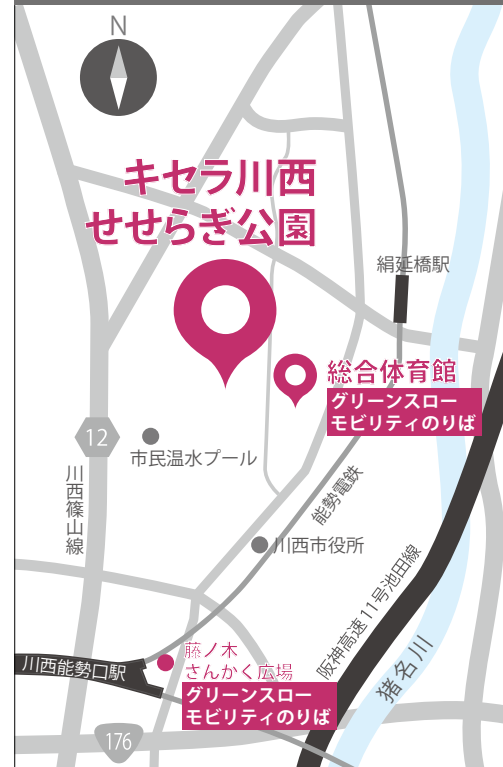 N
キセラ川西
せせらぎ公園
絹延橋駅
総合体育館
グリーンスロー
モビリティのりば
12
市民温水プール
川西篠山線
能勢電鉄
川西市役所
阪神高速11号池田線
猪名川
藤ノ木
さんかく広場
川西能勢口駅
グリーンスロー
モビリティのりば
176